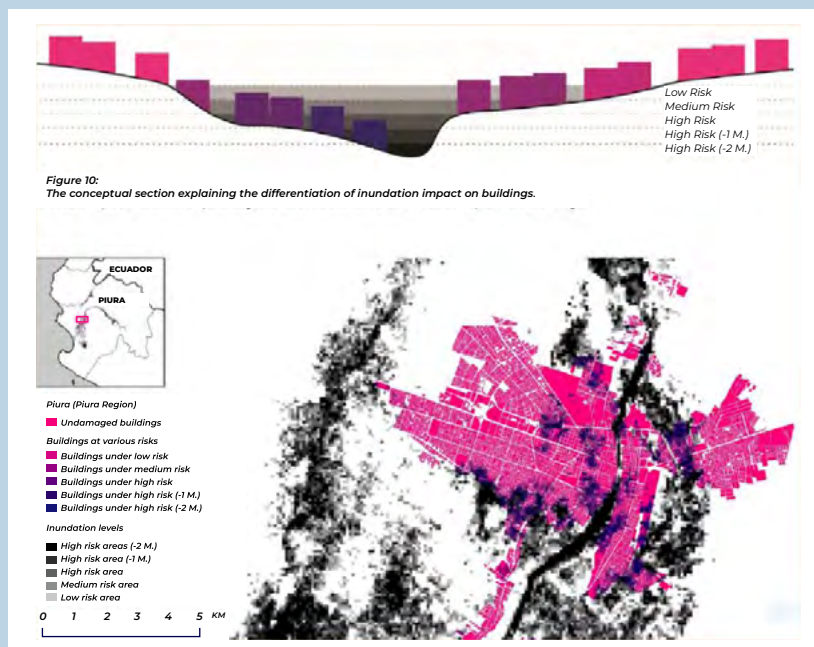 Low Risk
Medium Risk
High Risk
High Risk (-1 M.)
High Risk (-2 M.)
Figure 10:
The conceptual section explaining the differentiation of inundation impact on buildings.
ECUADOR
PIURA
Piura (Piura Region)
Undamaged buildings
Buildings at various risks
Buildings under low risk
Buildings under medium risk
Buildings under high risk
Buildings under high risk (-1 M.)
Buildings under high risk (-2 M.)
Inundation levels
High risk areas (-2 M.)
High risk area (-1 M.)
High risk area
Medium risk area
Low risk area
0 1 2 3 4 5 KM